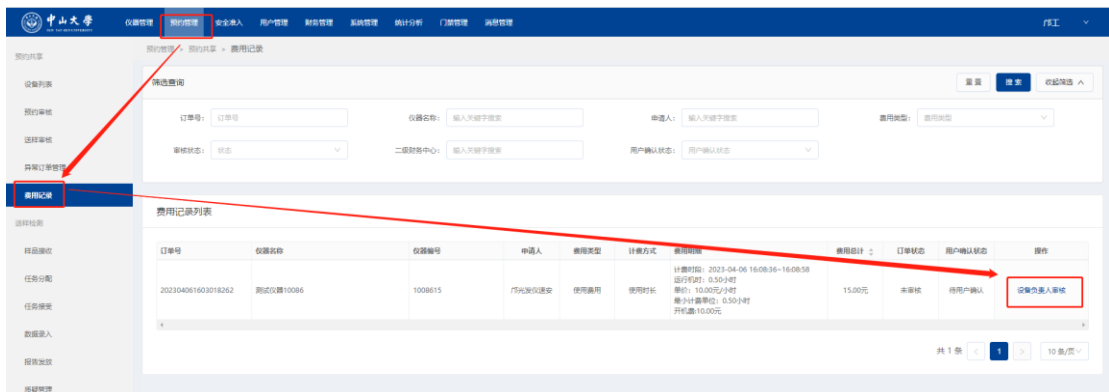 中山大學
仪器管理 预约管理 安全准入 用户管理 财务管理 系统管理 统计分析 门禁管理 消息管理
邝工
预约共享
预约管理 > 预约共享 > 费用记录
设备列表
预约审核
送样审核
异常订单管理
费用记录
送样检测
样品接收
任务分配
任务接受
数据录入
报告发放
质疑管理
筛选查询
重置 搜索 收起筛选
订单号: 订单号
仪器名称: 输入关键字搜索
申请人: 输入关键字搜索
费用类型: 费用类型
审核状态: 状态
二级财务中心: 输入关键字搜索
用户确认状态: 用户确认状态
费用记录列表
订单号 仪器名称 仪器编号 申请人 费用类型 计费方式 费用明细 费用总计 订单状态 用户确认状态 操作
202304061603018262 测试仪器10086 1008615 邝光发仪速安 使用费用 使用时长
计费时段: 2023-04-06 16:08:36~16:08:58
运行机时: 0.50小时
单价: 10.00元/小时
最小计费单位: 0.50小时
开机费:10.00元
15.00元 未审核 待用户确认 设备负责人审核
共 1 条 < 1 > 10 条/页